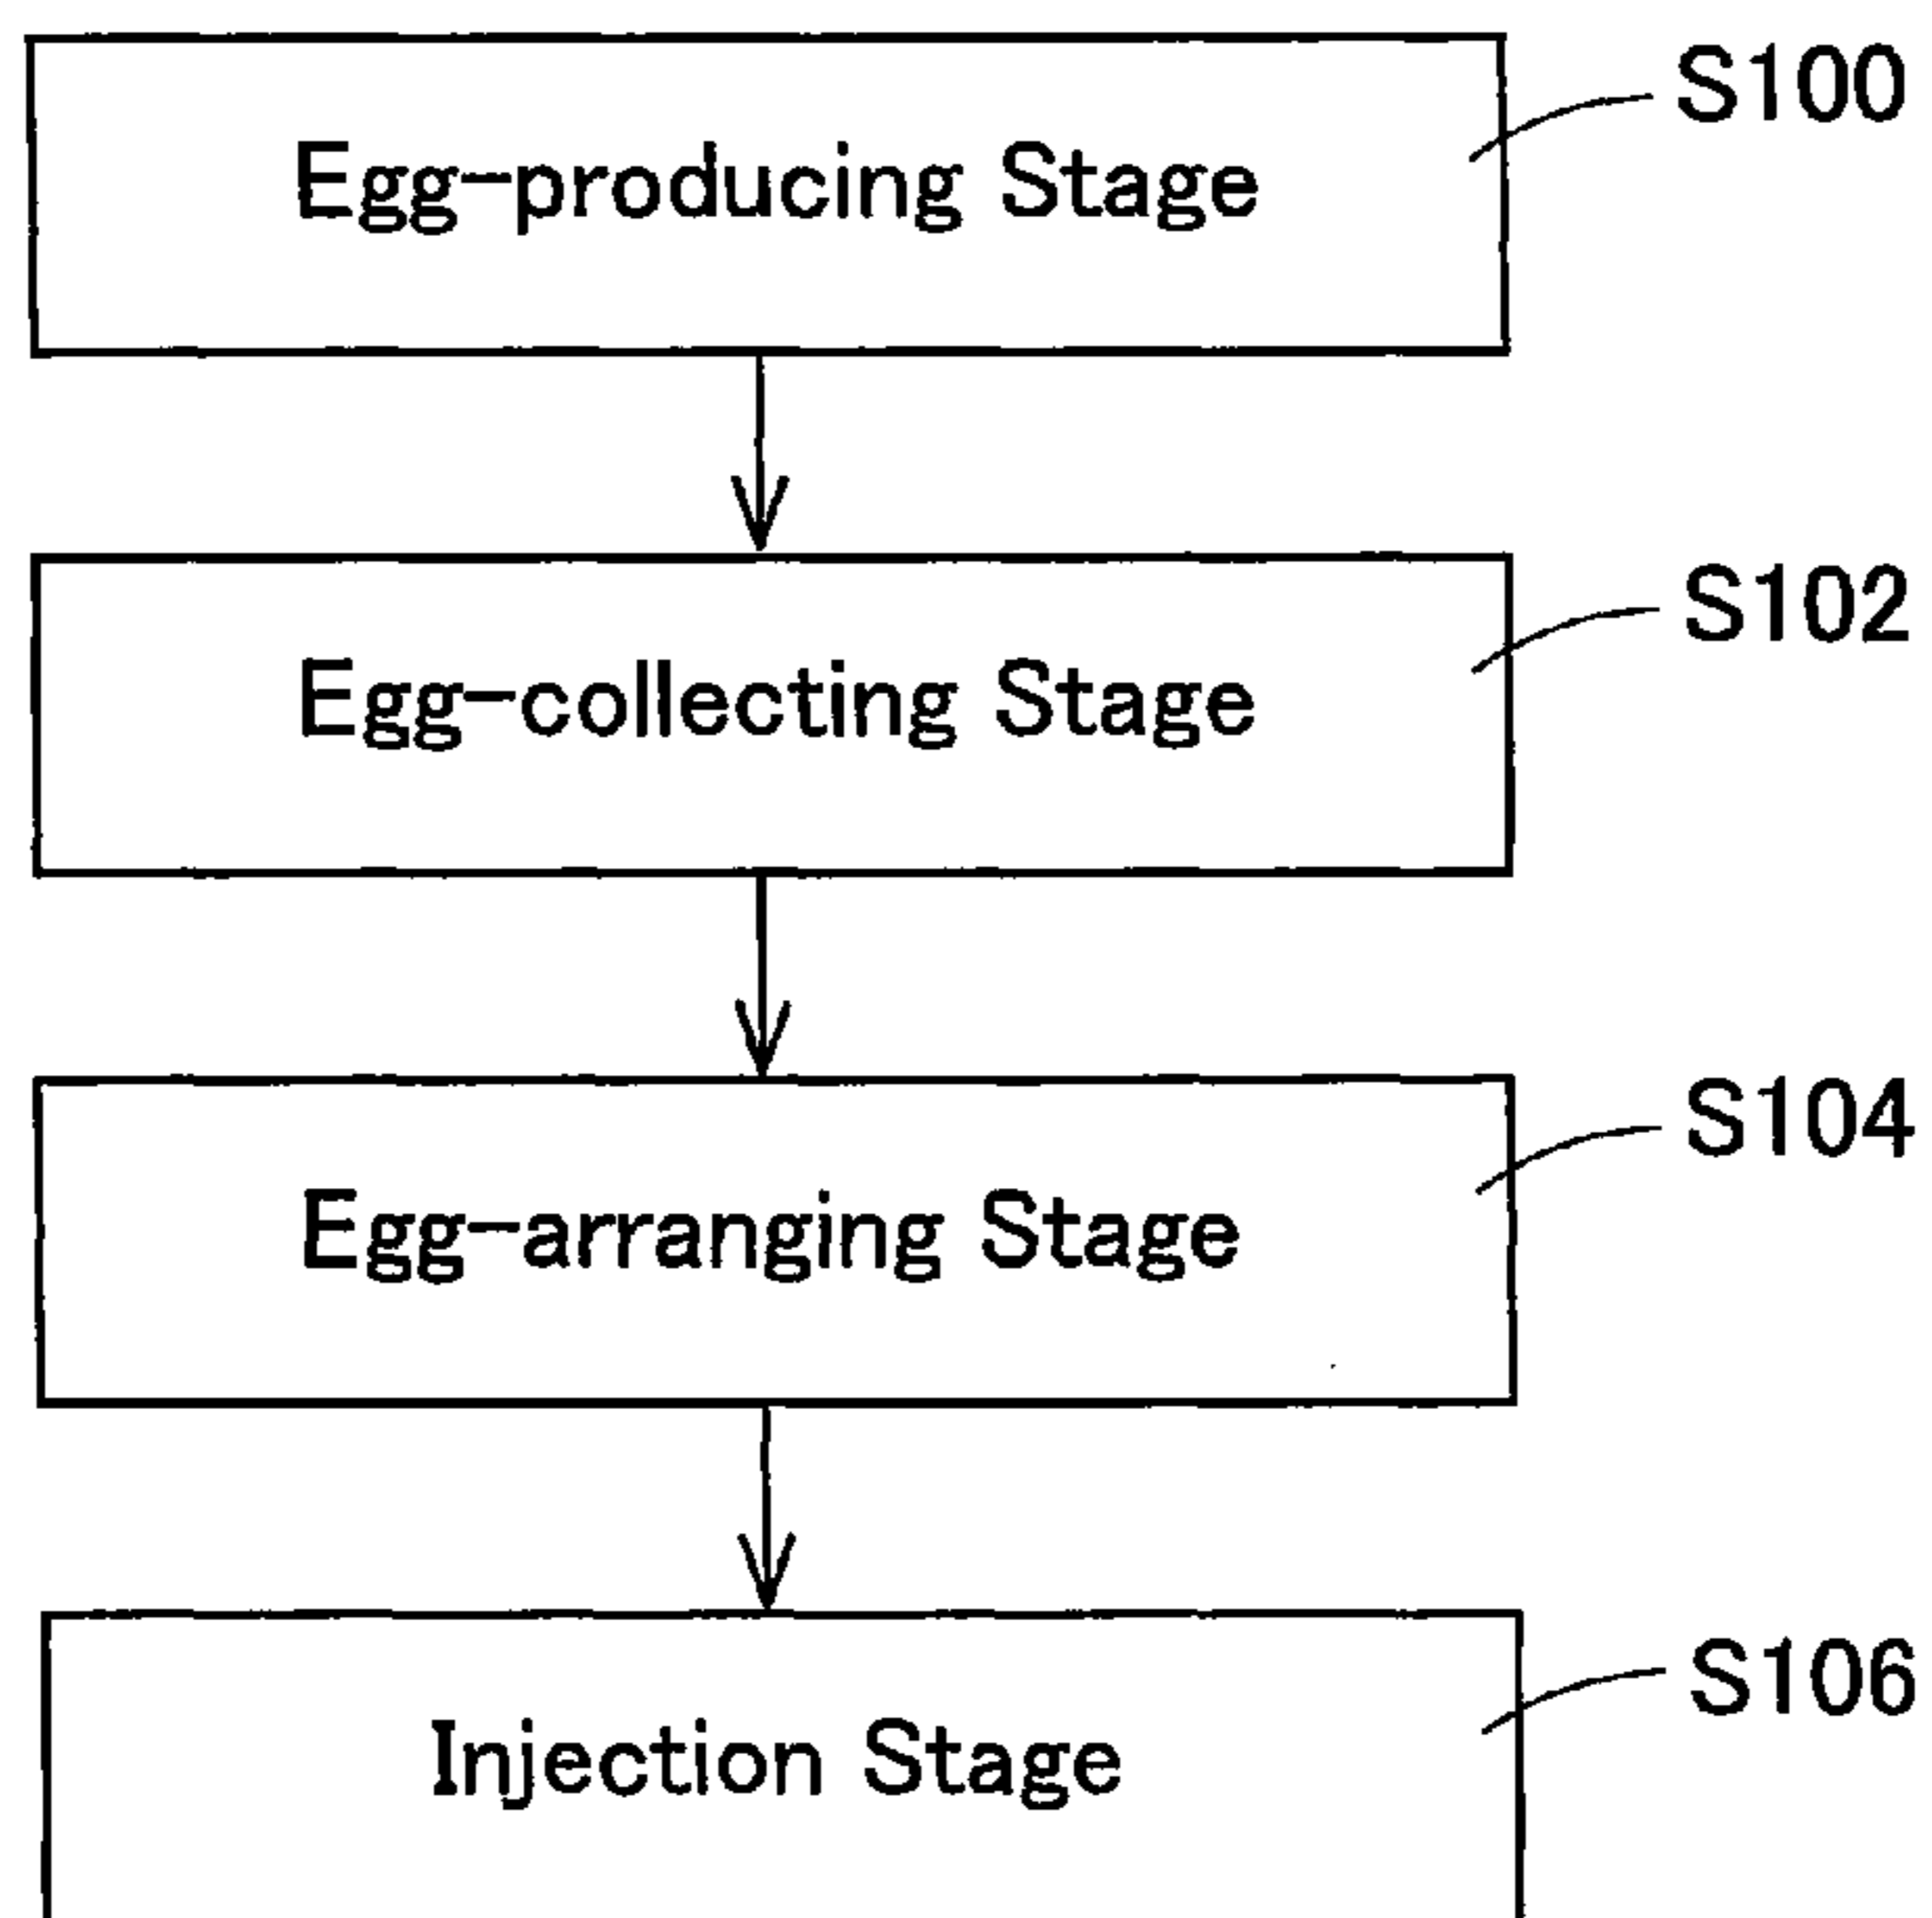 Egg-producing Stage
S100
Egg-collecting Stage
S102
Egg-arranging Stage
S104
Injection Stage
S106